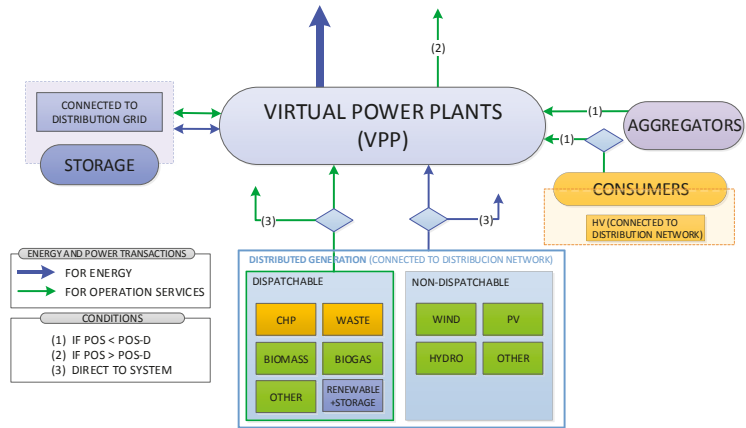 (2)
VIRTUAL POWER PLANTS
(VPP)
CONNECTED TO
DISTRIBUTION GRID
STORAGE
(1)
AGGREGATORS
(1)
CONSUMERS
HV (CONNECTED TO
DISTRIBUTION NETWORK)
(3)
(3)
ENERGY AND POWER TRANSACTIONS
FOR ENERGY
FOR OPERATION SERVICES
CONDITIONS
(1) IF POS < POS-D
(2) IF POS > POS-D
(3) DIRECT TO SYSTEM
DISTRIBUTED GENERATION (CONNECTED TO DISTRIBUCION NETWORK)
DISPATCHABLE
CHP
WASTE
BIOMASS
BIOGAS
OTHER
RENEWABLE
+STORAGE
NON-DISPATCHABLE
WIND
PV
HYDRO
OTHER